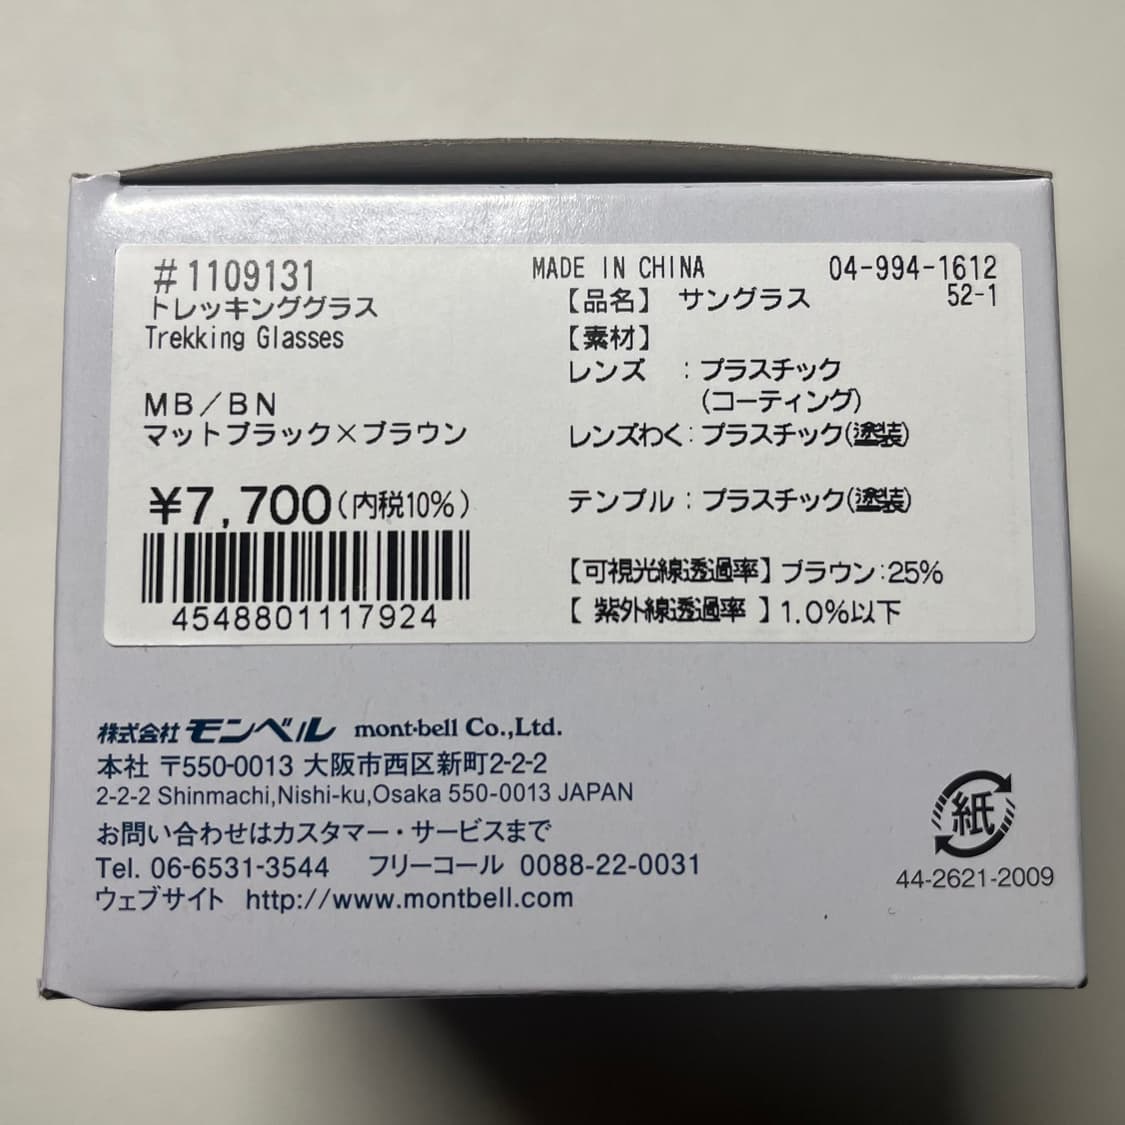 #1109131
トレッキンググラス
Trekking Glasses
MB/BN
マットブラック×ブラウン
¥7,700(内税10%)
4548801117924
MADE IN CHINA 04-994-1612
【品名】 サングラス 52-1
【素材】
レンズ :プラスチック
(コーティング)
レンズわく:プラスチック(塗装)
テンプル:プラスチック(塗装)
【可視光線透過率】ブラウン:25%
【 紫外線透過率 】1.0%以下
株式会社 モンベル mont-bell Co.,Ltd.
本社 〒550-0013 大阪市西区新町2-2-2
2-2-2 Shinmachi,Nishi-ku,Osaka 550-0013 JAPAN
お問い合わせはカスタマー・サービスまで
Tel. 06-6531-3544 フリーコール 0088-22-0031
ウェブサイト http://www.montbell.com
紙
44-2621-2009